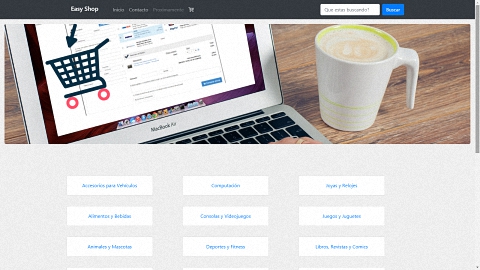 Easy Shop Inicio Contacto Que estas buscando? Buscar
MacBook Air
Accesorios para Vehículos Computación Joyas y Relojes
Alimentos y Bebidas Consolas y Videojuegos Juegos y Juguetes
Animales y Mascotas Deportes y Fitness Libros, Revistas y Comics